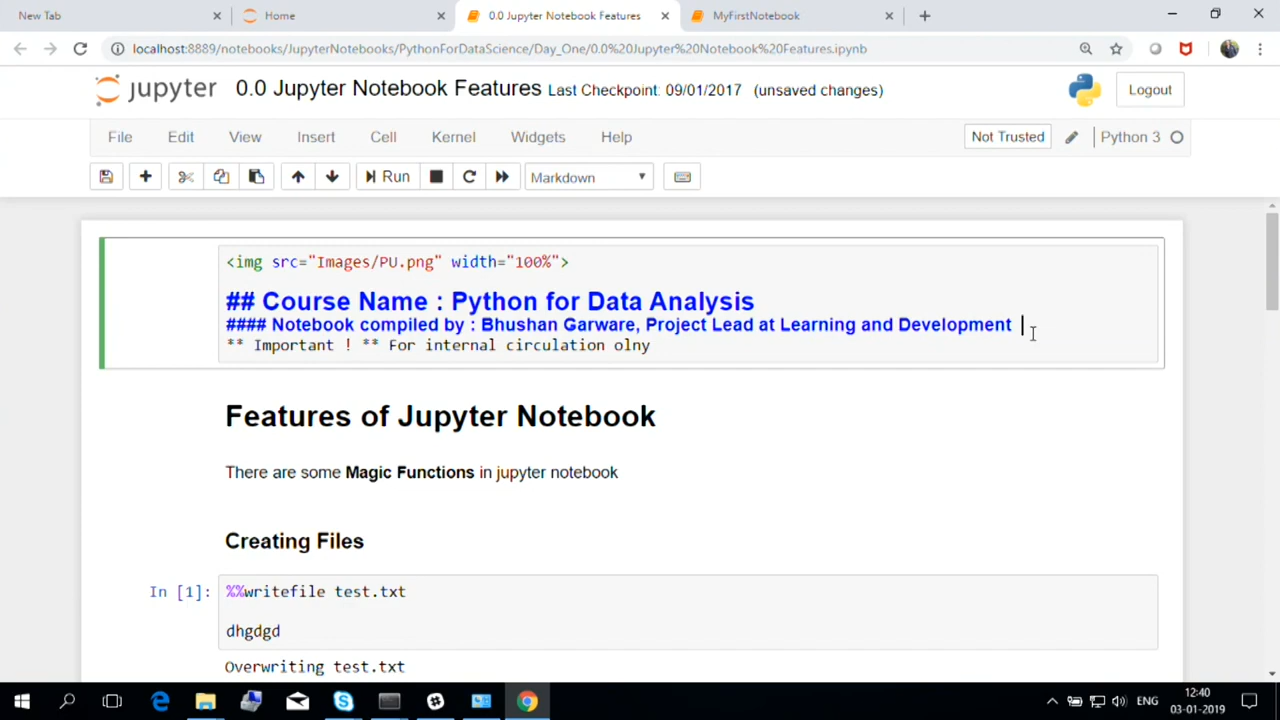 New Tab
Home
0.0 Jupyter Notebook Features
MyFirstNotebook
localhost:8889/notebooks/JupyterNotebooks/PythonForDataScience/Day_One/0.0%20Jupyter%20Notebook%20Features.ipynb
jupyter 0.0 Jupyter Notebook Features Last Checkpoint: 09/01/2017 (unsaved changes)
Logout
File Edit View Insert Cell Kernel Widgets Help
Not Trusted
Python 3
Run
Markdown
<img src="Images/PU.png" width="100%">
## Course Name : Python for Data Analysis
#### Notebook compiled by : Bhushan Garware, Project Lead at Learning and Development
** Important ! ** For internal circulation olny
Features of Jupyter Notebook
There are some Magic Functions in jupyter notebook
Creating Files
In [1]: %%writefile test.txt
dhgdgd
Overwriting test.txt
ENG
12:40
03-01-2019